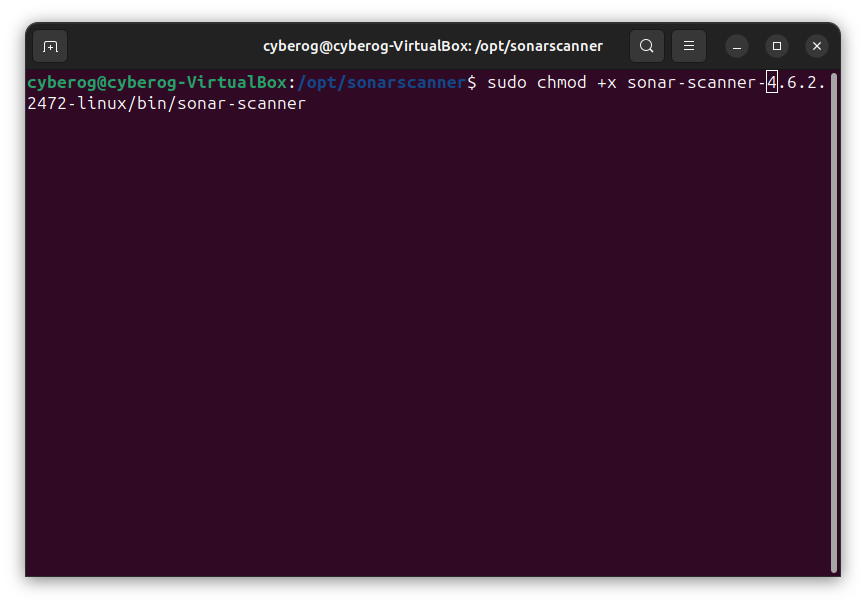 cyberog@cyberog-VirtualBox: /opt/sonarscanner
cyberog@cyberog-VirtualBox:/opt/sonarscanner$ sudo chmod +x sonar-scanner-4.6.2.
2472-linux/bin/sonar-scanner